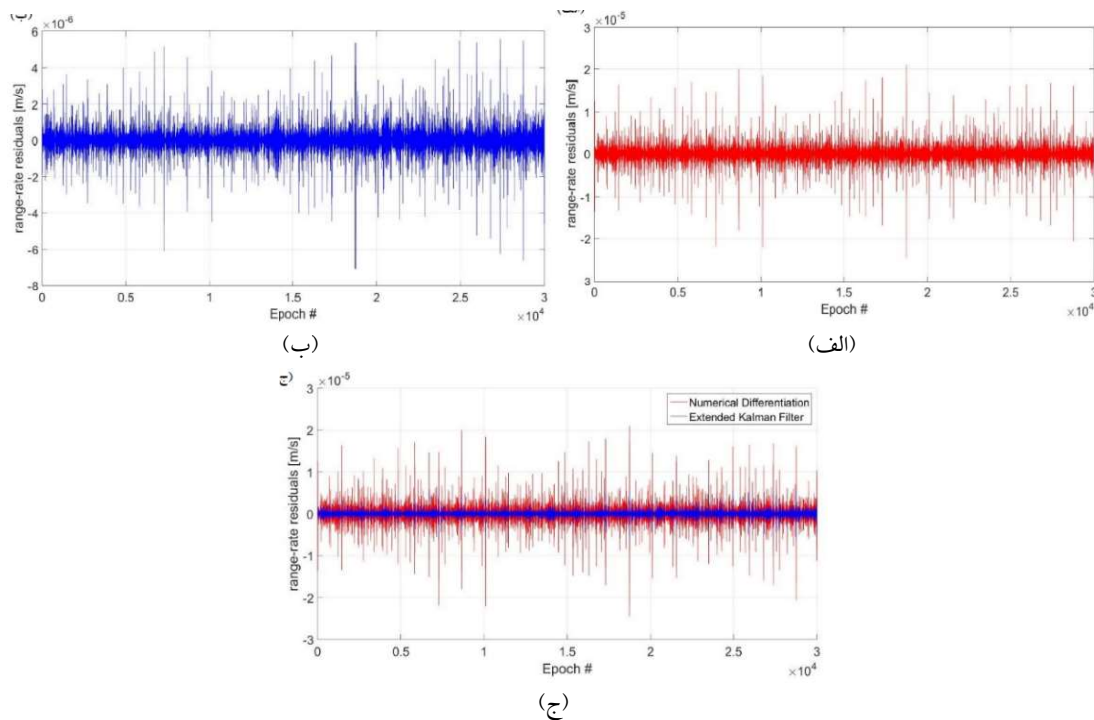 (ب)
×10⁻⁶
6
4
2
0
-2
-4
-6
-8
range-rate residuals [m/s]
0 0.5 1 1.5 2 2.5 3
Epoch #
×10⁴
(ب)
×10⁻⁵
3
2
1
0
-1
-2
-3
range-rate residuals [m/s]
0 0.5 1 1.5 2 2.5 3
Epoch #
×10⁴
(الف)
(ج)
×10⁻⁵
3
2
1
0
-1
-2
-3
range-rate residuals [m/s]
Numerical Differentiation
Extended Kalman Filter
0 0.5 1 1.5 2 2.5 3
Epoch #
×10⁴
(ج)